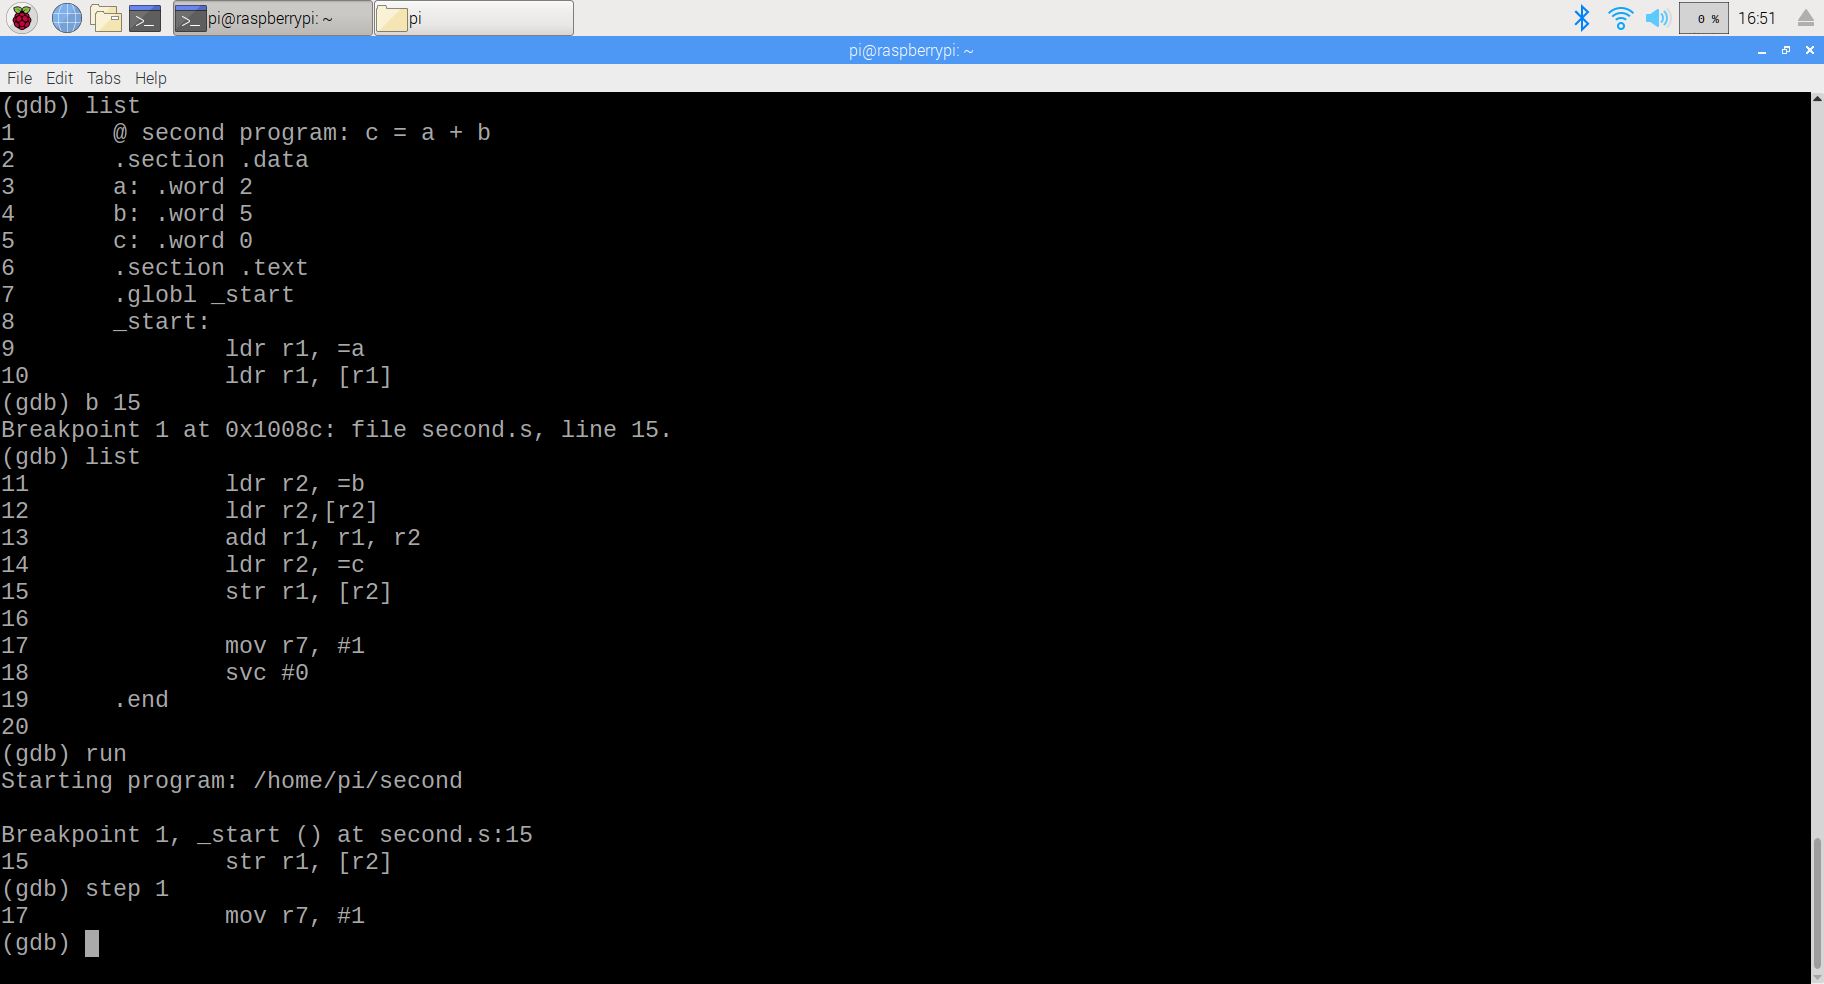 pi@raspberrypi: ~ pi 0 % 16:51
pi@raspberrypi: ~
File Edit Tabs Help
(gdb) list
1       @ second program: c = a + b
2       .section .data
3       a: .word 2
4       b: .word 5
5       c: .word 0
6       .section .text
7       .globl _start
8       _start:
9               ldr r1, =a
10              ldr r1, [r1]
(gdb) b 15
Breakpoint 1 at 0x1008c: file second.s, line 15.
(gdb) list
11              ldr r2, =b
12              ldr r2,[r2]
13              add r1, r1, r2
14              ldr r2, =c
15              str r1, [r2]
16
17              mov r7, #1
18              svc #0
19      .end
20
(gdb) run
Starting program: /home/pi/second
Breakpoint 1, _start () at second.s:15
15              str r1, [r2]
(gdb) step 1
17              mov r7, #1
(gdb)